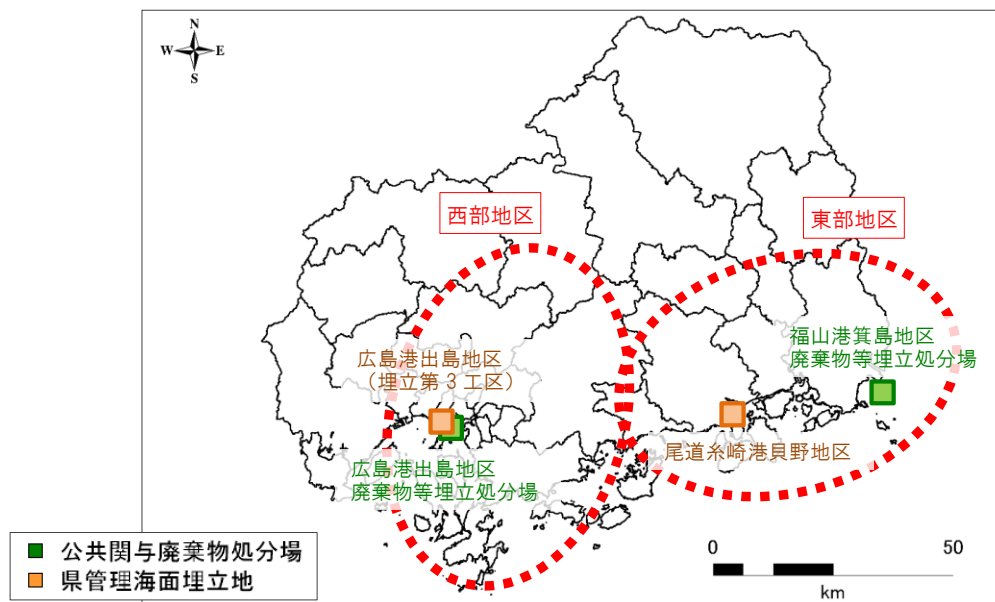 N
W
E
S
西部地区
東部地区
福山港箕島地区
廃棄物等埋立処分場
広島港出島地区
（埋立第３工区）
尾道糸崎港貝野地区
広島港出島地区
廃棄物等埋立処分場
公共関与廃棄物処分場
県管理海面埋立地
0
50
km